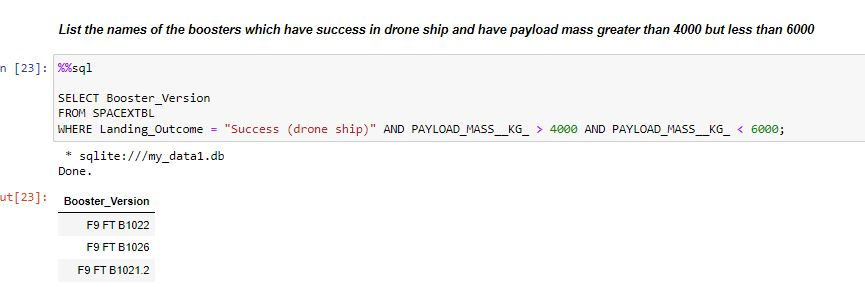 List the names of the boosters which have success in drone ship and have payload mass greater than 4000 but less than 6000
n [23]: %%sql
SELECT Booster_Version
FROM SPACEXTBL
WHERE Landing_Outcome = "Success (drone ship)" AND PAYLOAD_MASS__KG_ > 4000 AND PAYLOAD_MASS__KG_ < 6000;
* sqlite:///my_data1.db
Done.
ut[23]:
Booster_Version
F9 FT B1022
F9 FT B1026
F9 FT B1021.2